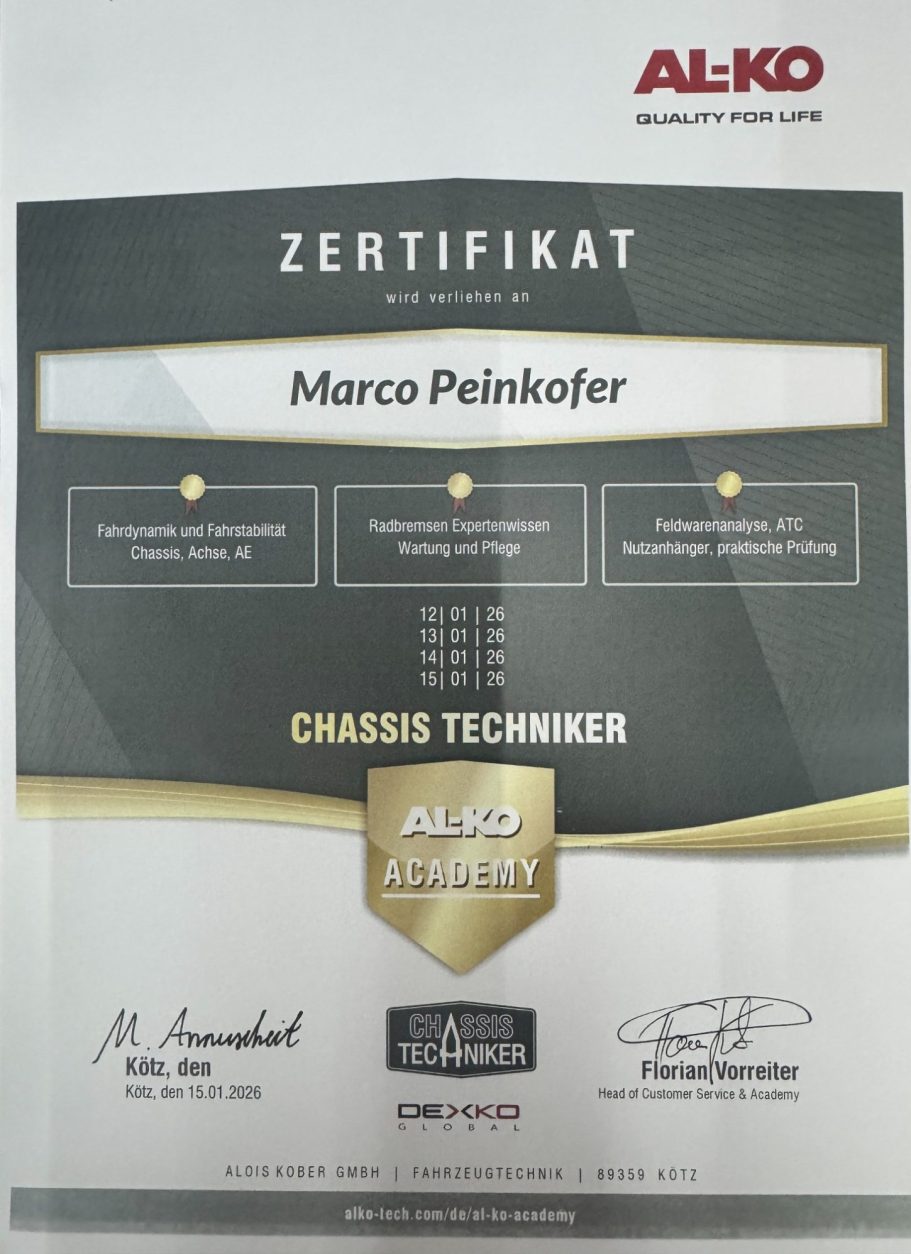 AL-KO
QUALITY FOR LIFE
ZERTIFIKAT
wird verliehen an
Marco Peinkofer
Fahrdynamik und Fahrstabilität
Chassis, Achse, AE
Radbremsen Expertenwissen
Wartung und Pflege
Feldwarenanalyse, ATC
Nutzanhänger, praktische Prüfung
12| 01 | 26
13| 01 | 26
14| 01 | 26
15| 01 | 26
CHASSIS TECHNIKER
AL-KO
ACADEMY
Kötz, den
Kötz, den 15.01.2026
CHASSIS
TECHNIKER
DEXKO
GLOBAL
Florian Vorreiter
Head of Customer Service & Academy
ALOIS KOBER GMBH | FAHRZEUGTECHNIK | 89359 KÖTZ
alko-tech.com/de/al-ko-academy